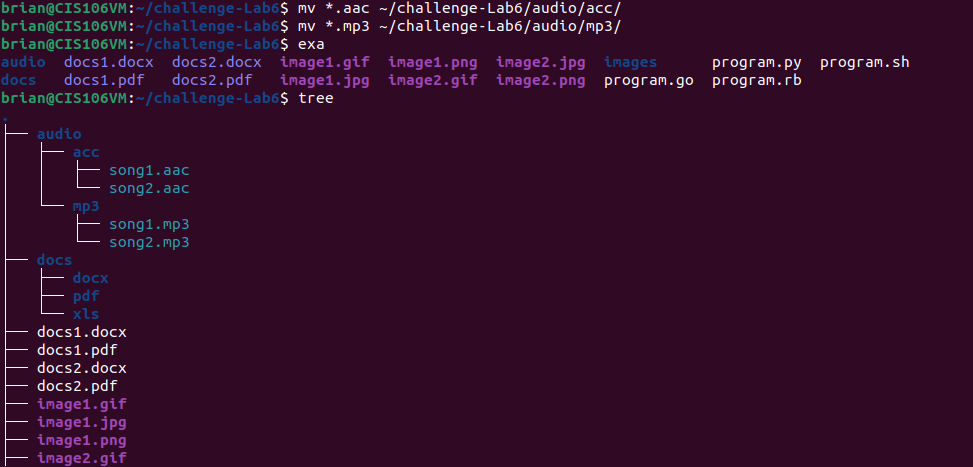 brian@CIS106VM:~/challenge-Lab6$ mv *.aac ~/challenge-Lab6/audio/acc/
brian@CIS106VM:~/challenge-Lab6$ mv *.mp3 ~/challenge-Lab6/audio/mp3/
brian@CIS106VM:~/challenge-Lab6$ exa
audio  docs1.docx  docs2.docx  image1.gif  image1.png  image2.jpg  images      program.py  program.sh
docs   docs1.pdf   docs2.pdf   image1.jpg  image2.gif  image2.png  program.go  program.rb
brian@CIS106VM:~/challenge-Lab6$ tree
.
├── audio
│   ├── acc
│   │   ├── song1.aac
│   │   └── song2.aac
│   └── mp3
│       ├── song1.mp3
│       └── song2.mp3
├── docs
│   ├── docx
│   ├── pdf
│   └── xls
├── docs1.docx
├── docs1.pdf
├── docs2.docx
├── docs2.pdf
├── image1.gif
├── image1.jpg
├── image1.png
├── image2.gif